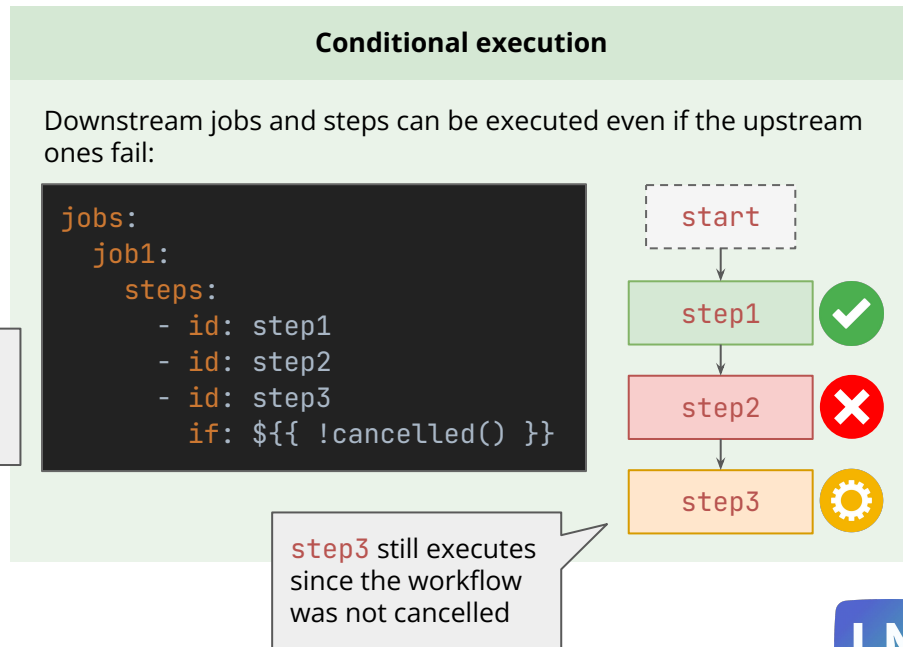 Conditional execution
Downstream jobs and steps can be executed even if the upstream
ones fail:
jobs:
  job1:
    steps:
      - id: step1
      - id: step2
      - id: step3
        if: ${{ !cancelled() }}
start
step1
step2
step3
step3 still executes
since the workflow
was not cancelled